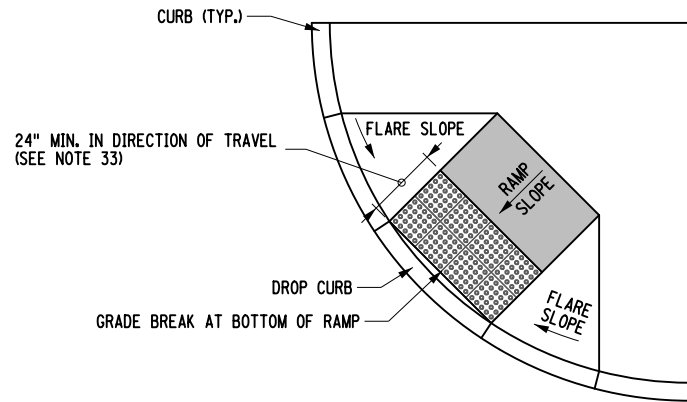 CURB (TYP.)
FLARE SLOPE
24" MIN. IN DIRECTION OF TRAVEL
(SEE NOTE 33)
RAMP
SLOPE
DROP CURB
GRADE BREAK AT BOTTOM OF RAMP
FLARE
SLOPE